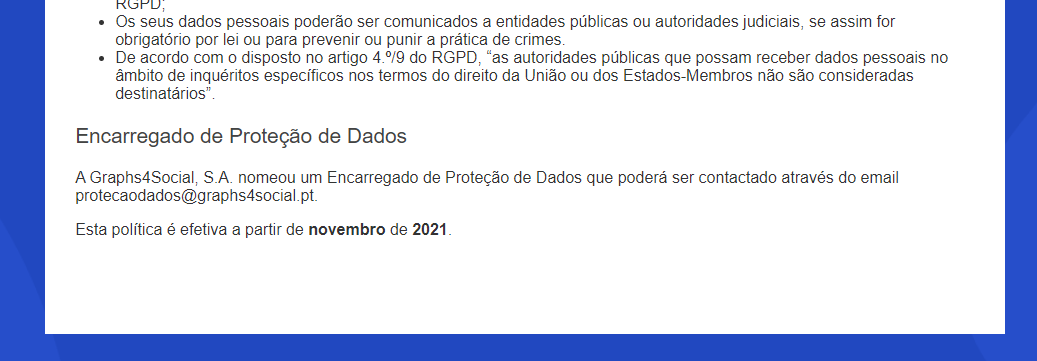 RGPD;
Os seus dados pessoais poderão ser comunicados a entidades públicas ou autoridades judiciais, se assim for
obrigatório por lei ou para prevenir ou punir a prática de crimes.
De acordo com o disposto no artigo 4.º/9 do RGPD, “as autoridades públicas que possam receber dados pessoais no
âmbito de inquéritos específicos nos termos do direito da União ou dos Estados-Membros não são consideradas
destinatários”.
Encarregado de Proteção de Dados
A Graphs4Social, S.A. nomeou um Encarregado de Proteção de Dados que poderá ser contactado através do email
protecaodados@graphs4social.pt.
Esta política é efetiva a partir de novembro de 2021.